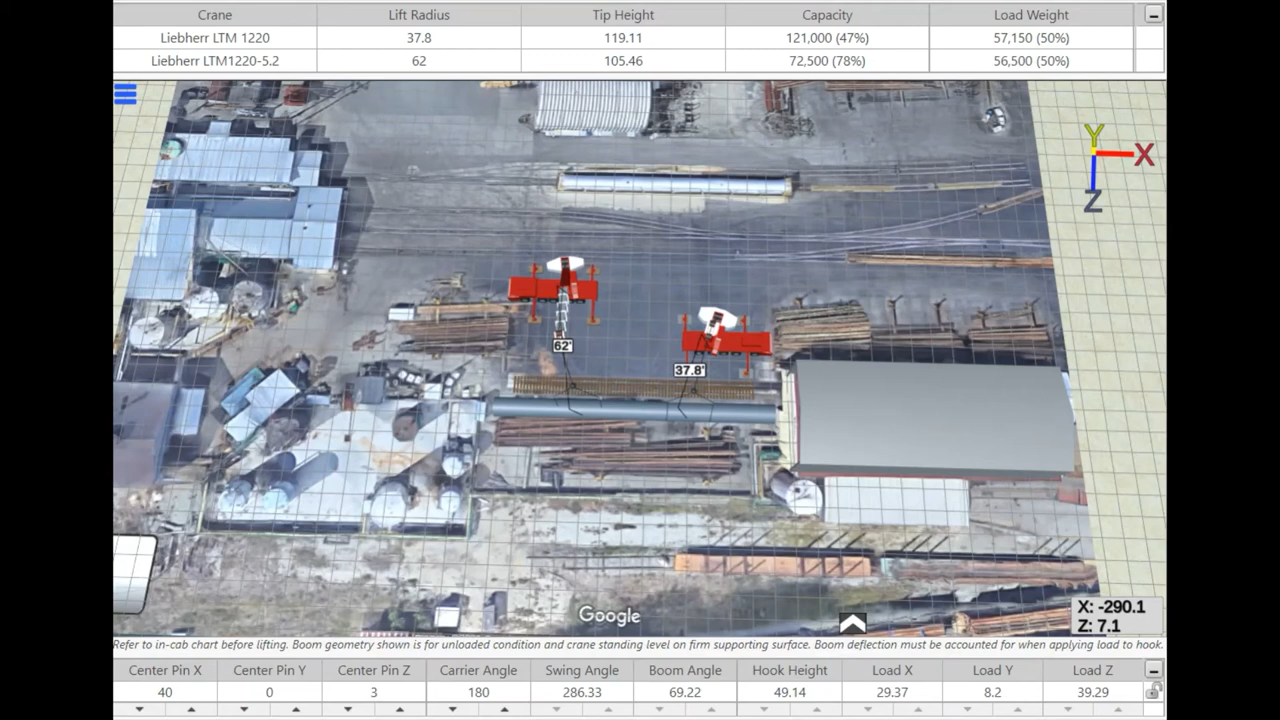 Crane Lift Radius Tip Height Capacity Load Weight
Liebherr LTM 1220 37.8 119.11 121,000 (47%) 57,150 (50%)
Liebherr LTM1220-5.2 62 105.46 72,500 (78%) 56,500 (50%)
Y
X
Z
62'
37.8'
Google
X: -290.1
Z: 7.1
Refer to in-cab chart before lifting. Boom geometry shown is for unloaded condition and crane standing level on firm supporting surface. Boom deflection must be accounted for when applying load to hook.
Center Pin X Center Pin Y Center Pin Z Carrier Angle Swing Angle Boom Angle Hook Height Load X Load Y Load Z
40 0 3 180 286.33 69.22 49.14 29.37 8.2 39.29